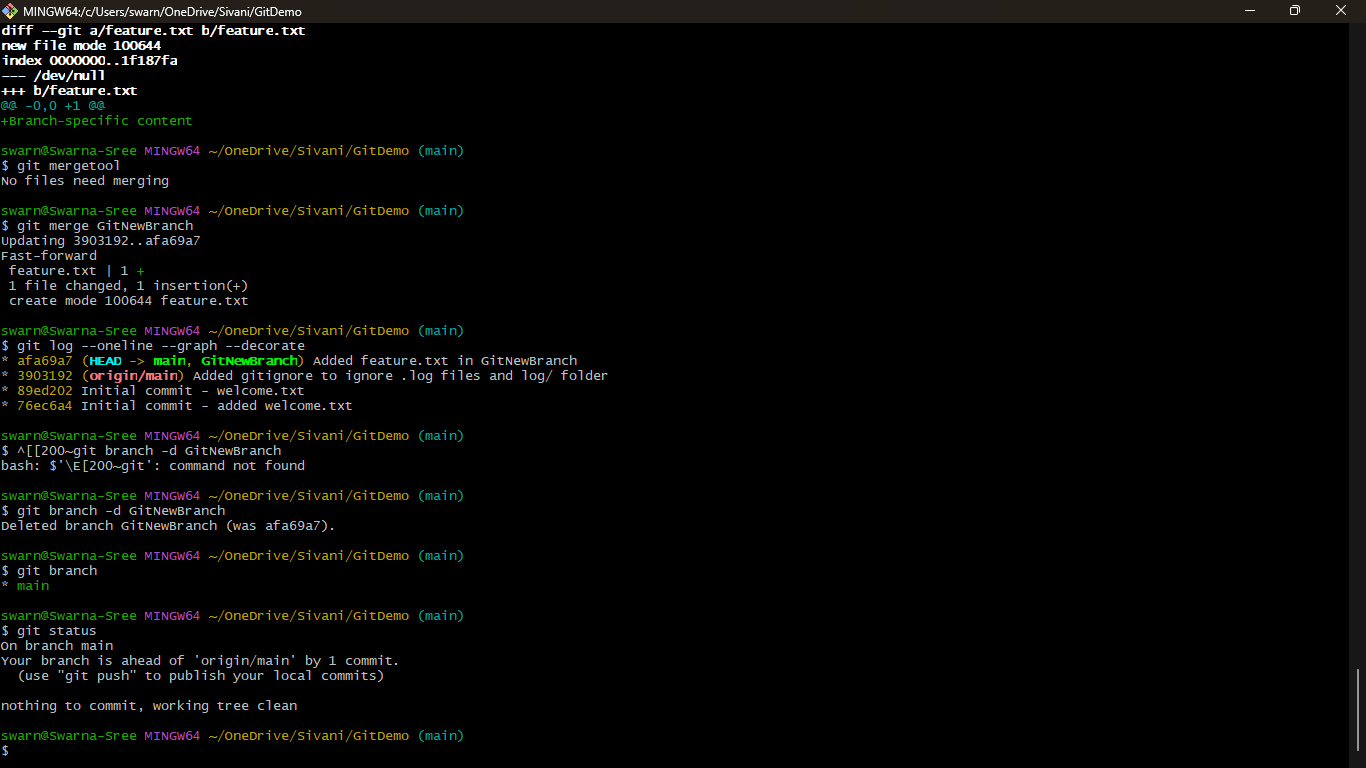 MINGW64:/c/Users/swarn/OneDrive/Sivani/GitDemo
diff --git a/feature.txt b/feature.txt
new file mode 100644
index 0000000..1f187fa
--- /dev/null
+++ b/feature.txt
@@ -0,0 +1 @@
+Branch-specific content
swarn@Swarna-Sree MINGW64 ~/OneDrive/Sivani/GitDemo (main)
$ git mergetool
No files need merging
swarn@Swarna-Sree MINGW64 ~/OneDrive/Sivani/GitDemo (main)
$ git merge GitNewBranch
Updating 3903192..afa69a7
Fast-forward
 feature.txt | 1 +
 1 file changed, 1 insertion(+)
 create mode 100644 feature.txt
swarn@Swarna-Sree MINGW64 ~/OneDrive/Sivani/GitDemo (main)
$ git log --oneline --graph --decorate
* afa69a7 (HEAD -> main, GitNewBranch) Added feature.txt in GitNewBranch
* 3903192 (origin/main) Added gitignore to ignore .log files and log/ folder
* 89ed202 Initial commit - welcome.txt
* 76ec6a4 Initial commit - added welcome.txt
swarn@Swarna-Sree MINGW64 ~/OneDrive/Sivani/GitDemo (main)
$ ^[[200~git branch -d GitNewBranch
bash: $'\E[200~git': command not found
swarn@Swarna-Sree MINGW64 ~/OneDrive/Sivani/GitDemo (main)
$ git branch -d GitNewBranch
Deleted branch GitNewBranch (was afa69a7).
swarn@Swarna-Sree MINGW64 ~/OneDrive/Sivani/GitDemo (main)
$ git branch
* main
swarn@Swarna-Sree MINGW64 ~/OneDrive/Sivani/GitDemo (main)
$ git status
On branch main
Your branch is ahead of 'origin/main' by 1 commit.
  (use "git push" to publish your local commits)
nothing to commit, working tree clean
swarn@Swarna-Sree MINGW64 ~/OneDrive/Sivani/GitDemo (main)
$